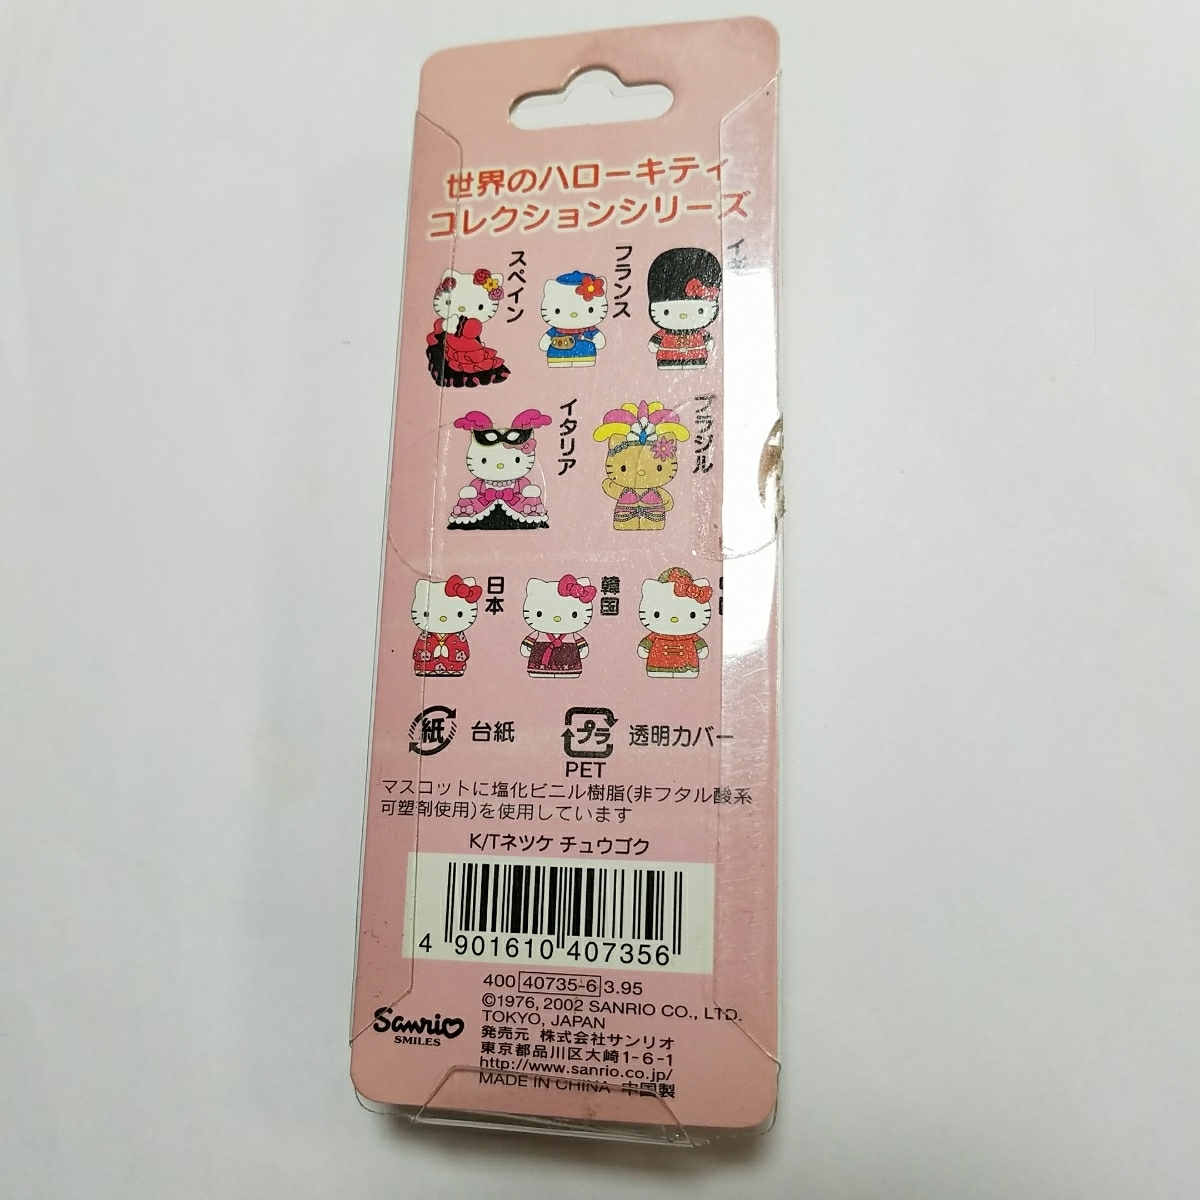 世界のハローキティ
コレクションシリーズ
スペイン
フランス
イタリア
ブラジル
日本
韓国
紙 台紙
プラ 透明カバー
PET
マスコットに塩化ビニル樹脂(非フタル酸系
可塑剤使用)を使用しています
K/Tネツケ チュウゴク
4 901610 407356
400 40735-6 3.95
©1976, 2002 SANRIO CO., LTD.
TOKYO, JAPAN
Sanrio
SMILES
発売元 株式会社サンリオ
東京都品川区大崎1-6-1
http://www.sanrio.co.jp/
MADE IN CHINA 中国製